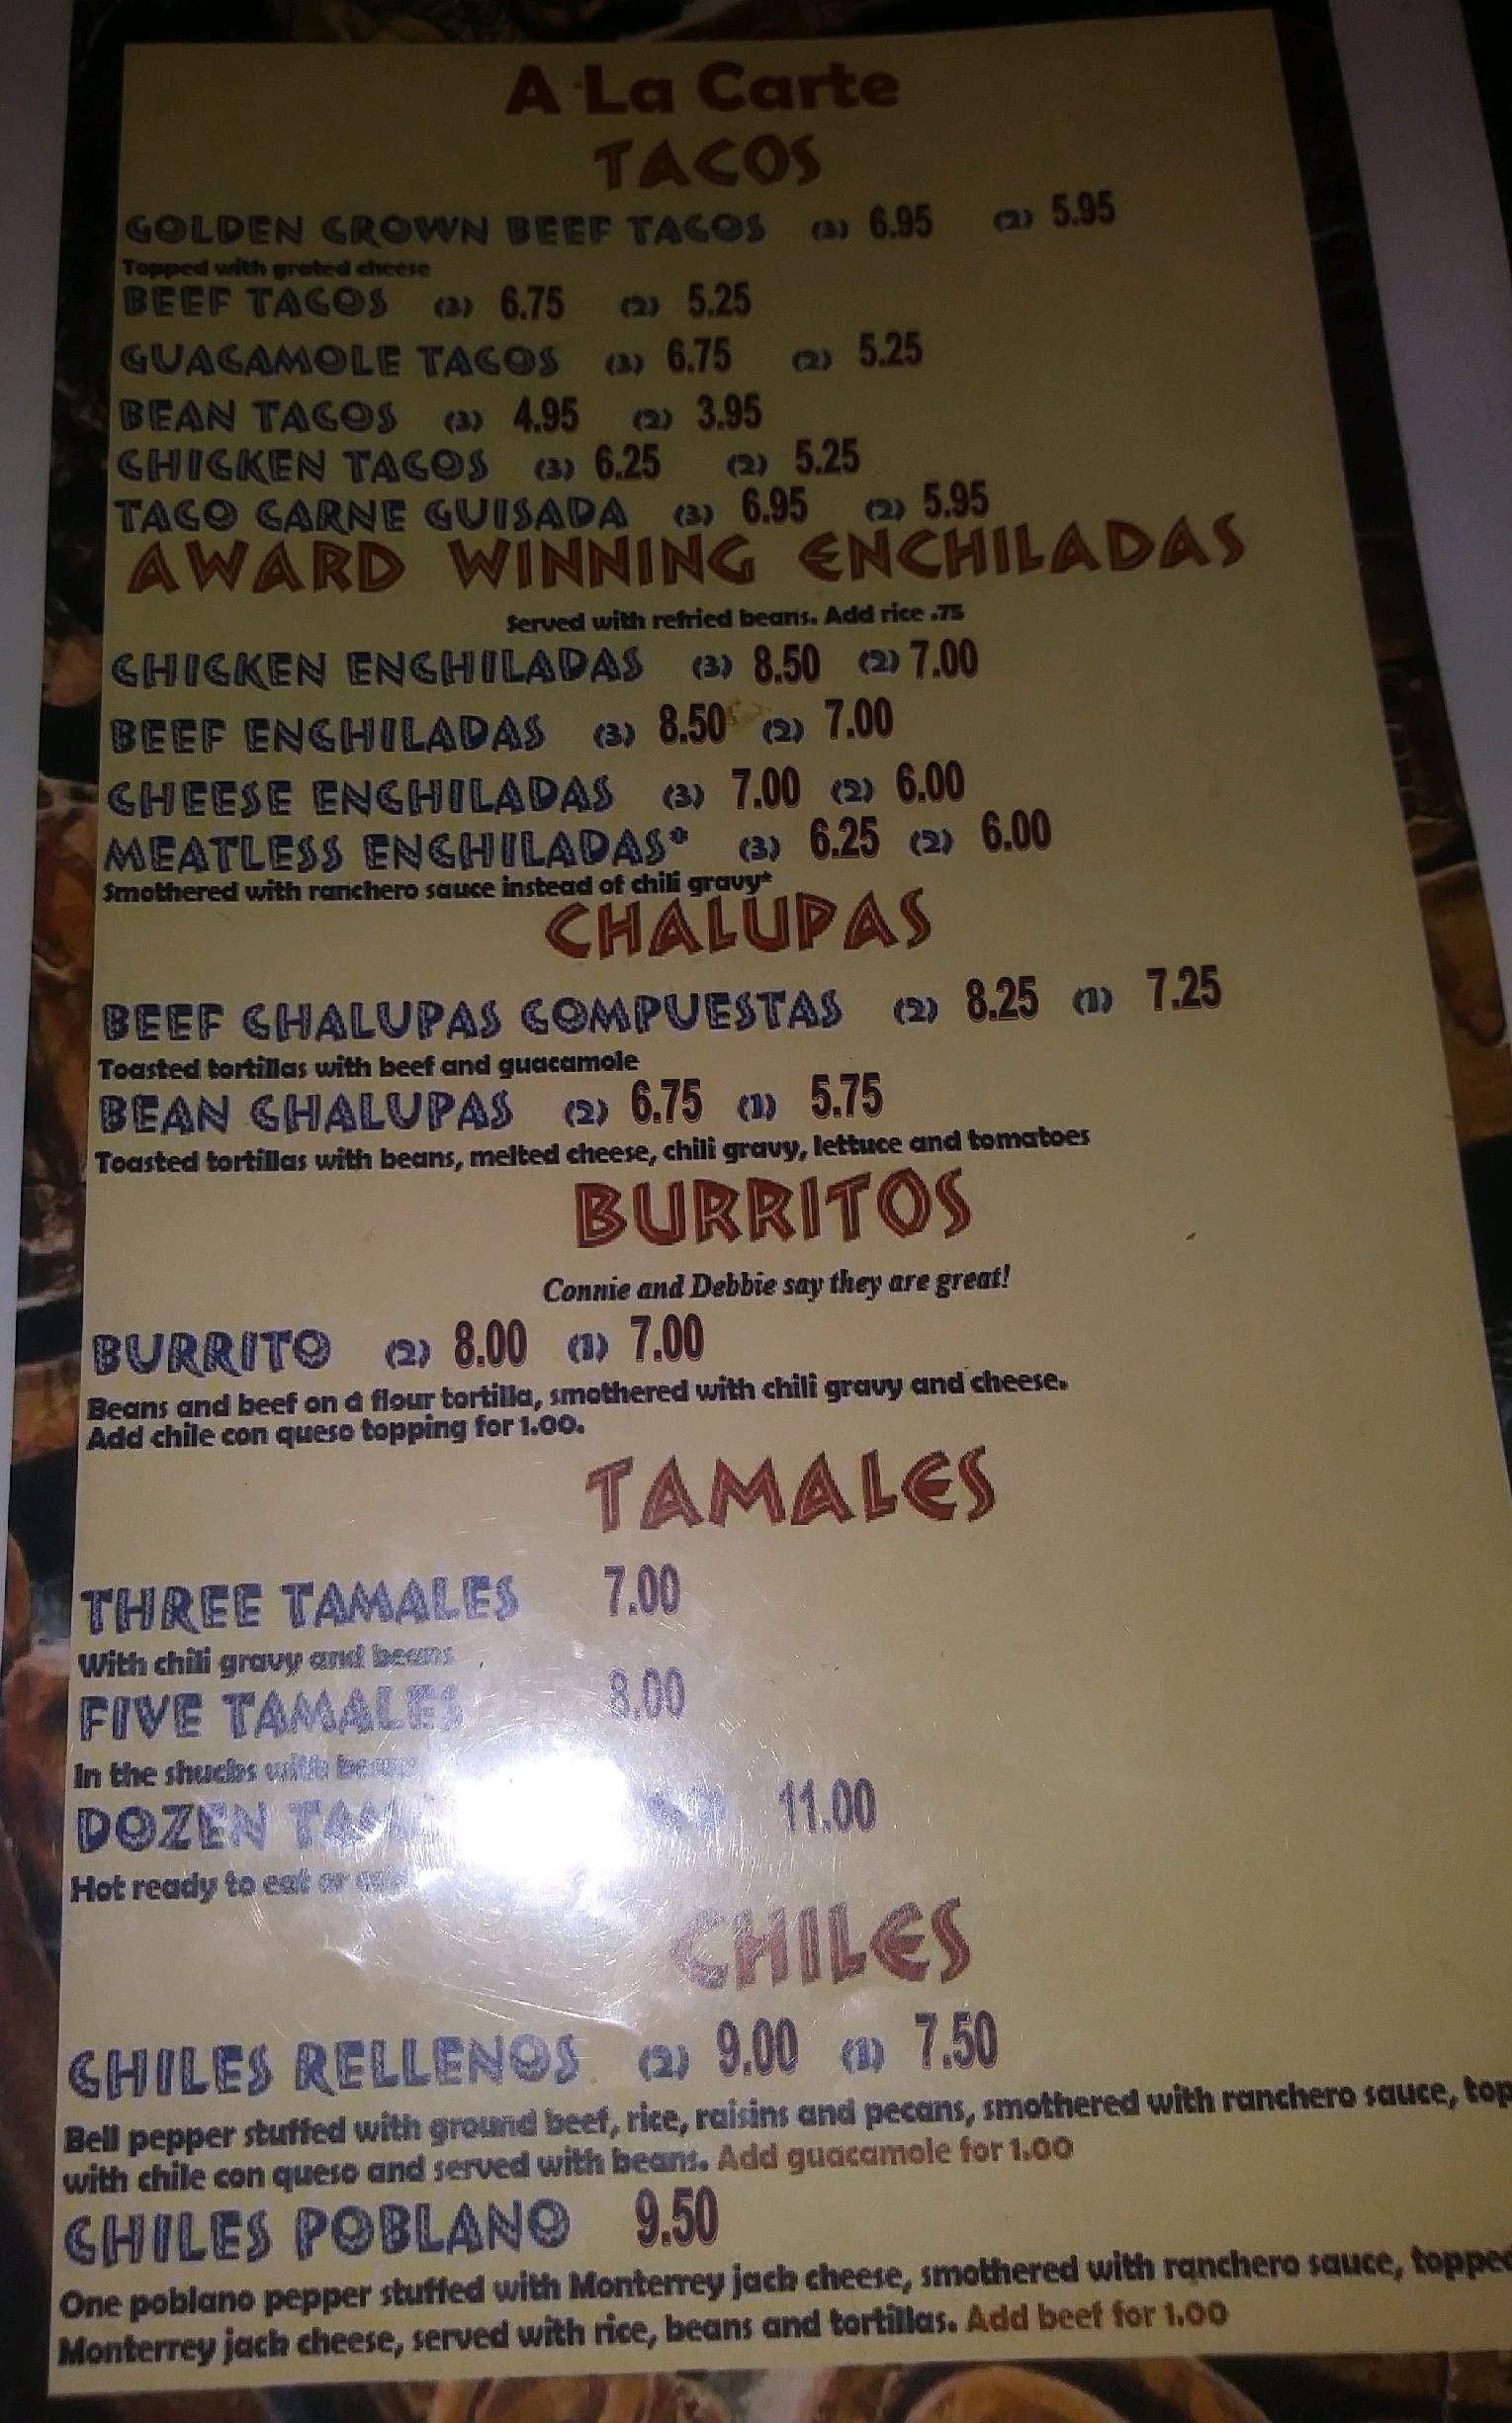 A La Carte
TACOS
GOLDEN CROWN BEEF TACOS (3) 6.95 (2) 5.95
Topped with grated cheese
BEEF TACOS (3) 6.75 (2) 5.25
GUACAMOLE TACOS (3) 6.75 (2) 5.25
BEAN TACOS (3) 4.95 (2) 3.95
CHICKEN TACOS (3) 6.25 (2) 5.25
TACO CARNE GUISADA (3) 6.95 (2) 5.95
AWARD WINNING ENCHILADAS
Served with refried beans. Add rice .75
CHICKEN ENCHILADAS (3) 8.50 (2) 7.00
BEEF ENCHILADAS (3) 8.50 (2) 7.00
CHEESE ENCHILADAS (3) 7.00 (2) 6.00
MEATLESS ENCHILADAS* (3) 6.25 (2) 6.00
Smothered with ranchero sauce instead of chili gravy*
CHALUPAS
BEEF CHALUPAS COMPUESTAS (2) 8.25 (1) 7.25
Toasted tortillas with beef and guacamole
BEAN CHALUPAS (2) 6.75 (1) 5.75
Toasted tortillas with beans, melted cheese, chili gravy, lettuce and tomatoes
BURRITOS
Connie and Debbie say they are great!
BURRITO (2) 8.00 (1) 7.00
Beans and beef on a flour tortilla, smothered with chili gravy and cheese.
Add chile con queso topping for 1.00.
TAMALES
THREE TAMALES 7.00
With chili gravy and beans
FIVE TAMALES 8.00
In the shucks with beans
DOZEN 11.00
Hot ready to eat or
CHILES
CHILES RELLENOS (2) 9.00 (1) 7.50
Bell pepper stuffed with ground beef, rice, raisins and pecans, smothered with ranchero sauce, top
with chile con queso and served with beans. Add guacamole for 1.00
CHILES POBLANO 9.50
One poblano pepper stuffed with Monterrey jack cheese, smothered with ranchero sauce, topped
Monterrey jack cheese, served with rice, beans and tortillas. Add beef for 1.00